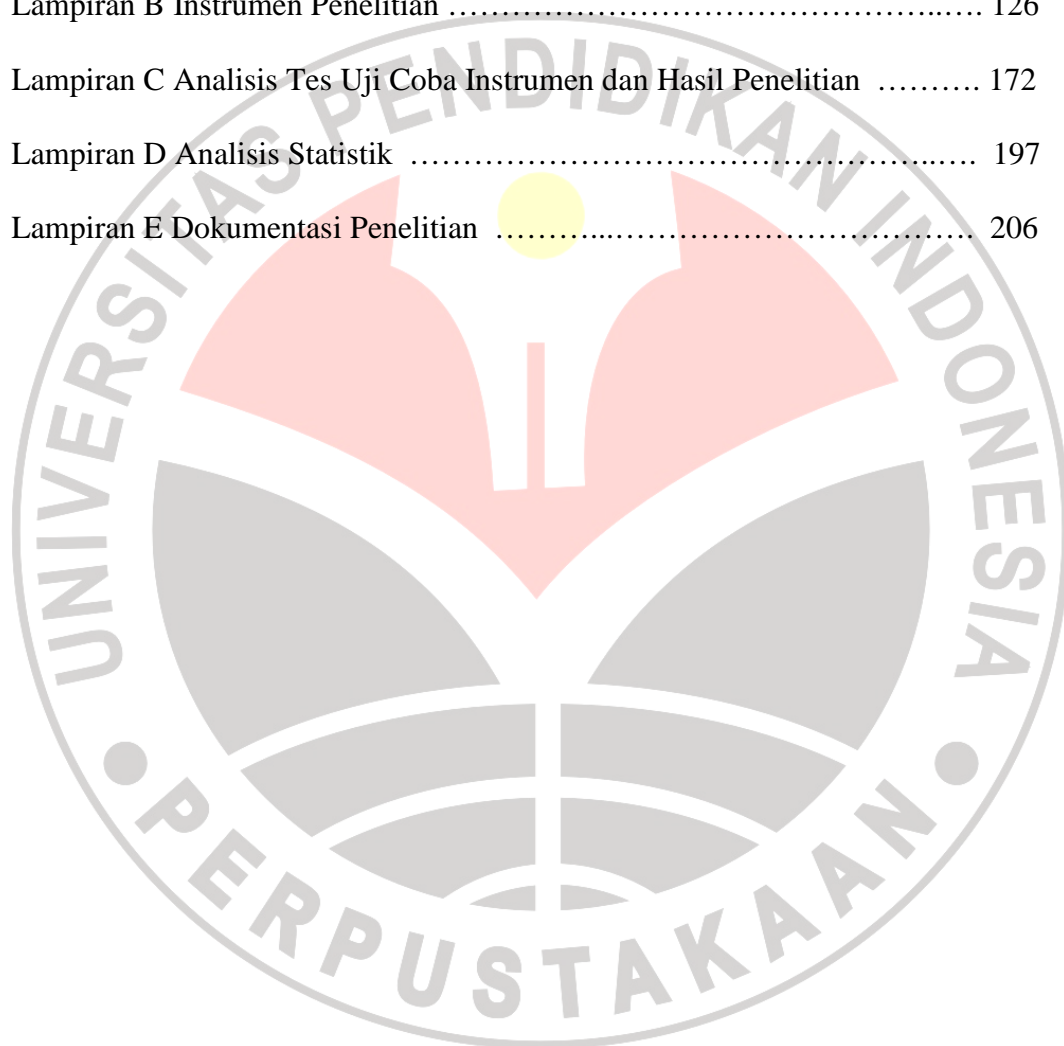 Lampiran B Instrumen Penelitian ……………………………………..…. 126
Lampiran C Analisis Tes Uji Coba Instrumen dan Hasil Penelitian ………. 172
Lampiran D Analisis Statistik …………………………………………..…. 197
Lampiran E Dokumentasi Penelitian ………...……………………………. 206
UNIVERSITAS PENDIDIKAN INDONESIA
• PERPUSTAKAAN •